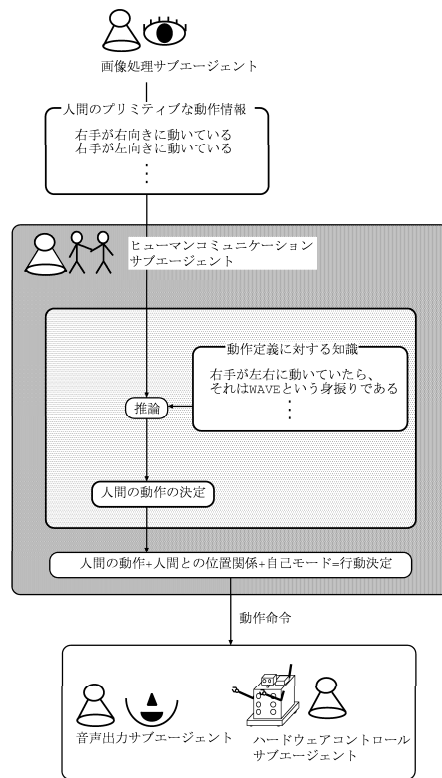 画像処理サブエージェント
人間のプリミティブな動作情報
右手が右向きに動いている
右手が左向きに動いている
⋮
ヒューマンコミュニケーション
サブエージェント
動作定義に対する知識
右手が左右に動いていたら、
それはWAVEという身振りである
⋮
推論
人間の動作の決定
人間の動作+人間との位置関係+自己モード=行動決定
動作命令
音声出力サブエージェント
ハードウェアコントロール
サブエージェント